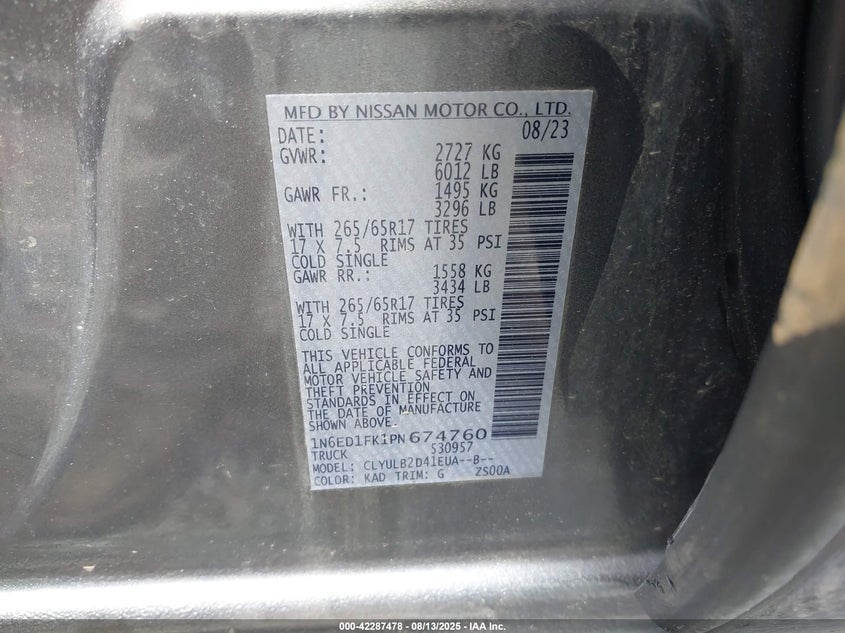 MFD BY NISSAN MOTOR CO., LTD.
DATE: 08/23
GVWR: 2727 KG
6012 LB
GAWR FR.: 1495 KG
3296 LB
WITH 265/65R17 TIRES
17 X 7.5 RIMS AT 35 PSI
COLD SINGLE
GAWR RR.: 1558 KG
3434 LB
WITH 265/65R17 TIRES
17 X 7.5 RIMS AT 35 PSI
COLD SINGLE
THIS VEHICLE CONFORMS TO
ALL APPLICABLE FEDERAL
MOTOR VEHICLE SAFETY AND
THEFT PREVENTION
STANDARDS IN EFFECT ON
THE DATE OF MANUFACTURE
SHOWN ABOVE.
1N6ED1FK1PN674760
TRUCK 530957
MODEL: CLYULB2D41EUA--B--
COLOR: KAD TRIM: G ZS00A
000-42287478 - 08/13/2025 - IAA Inc.